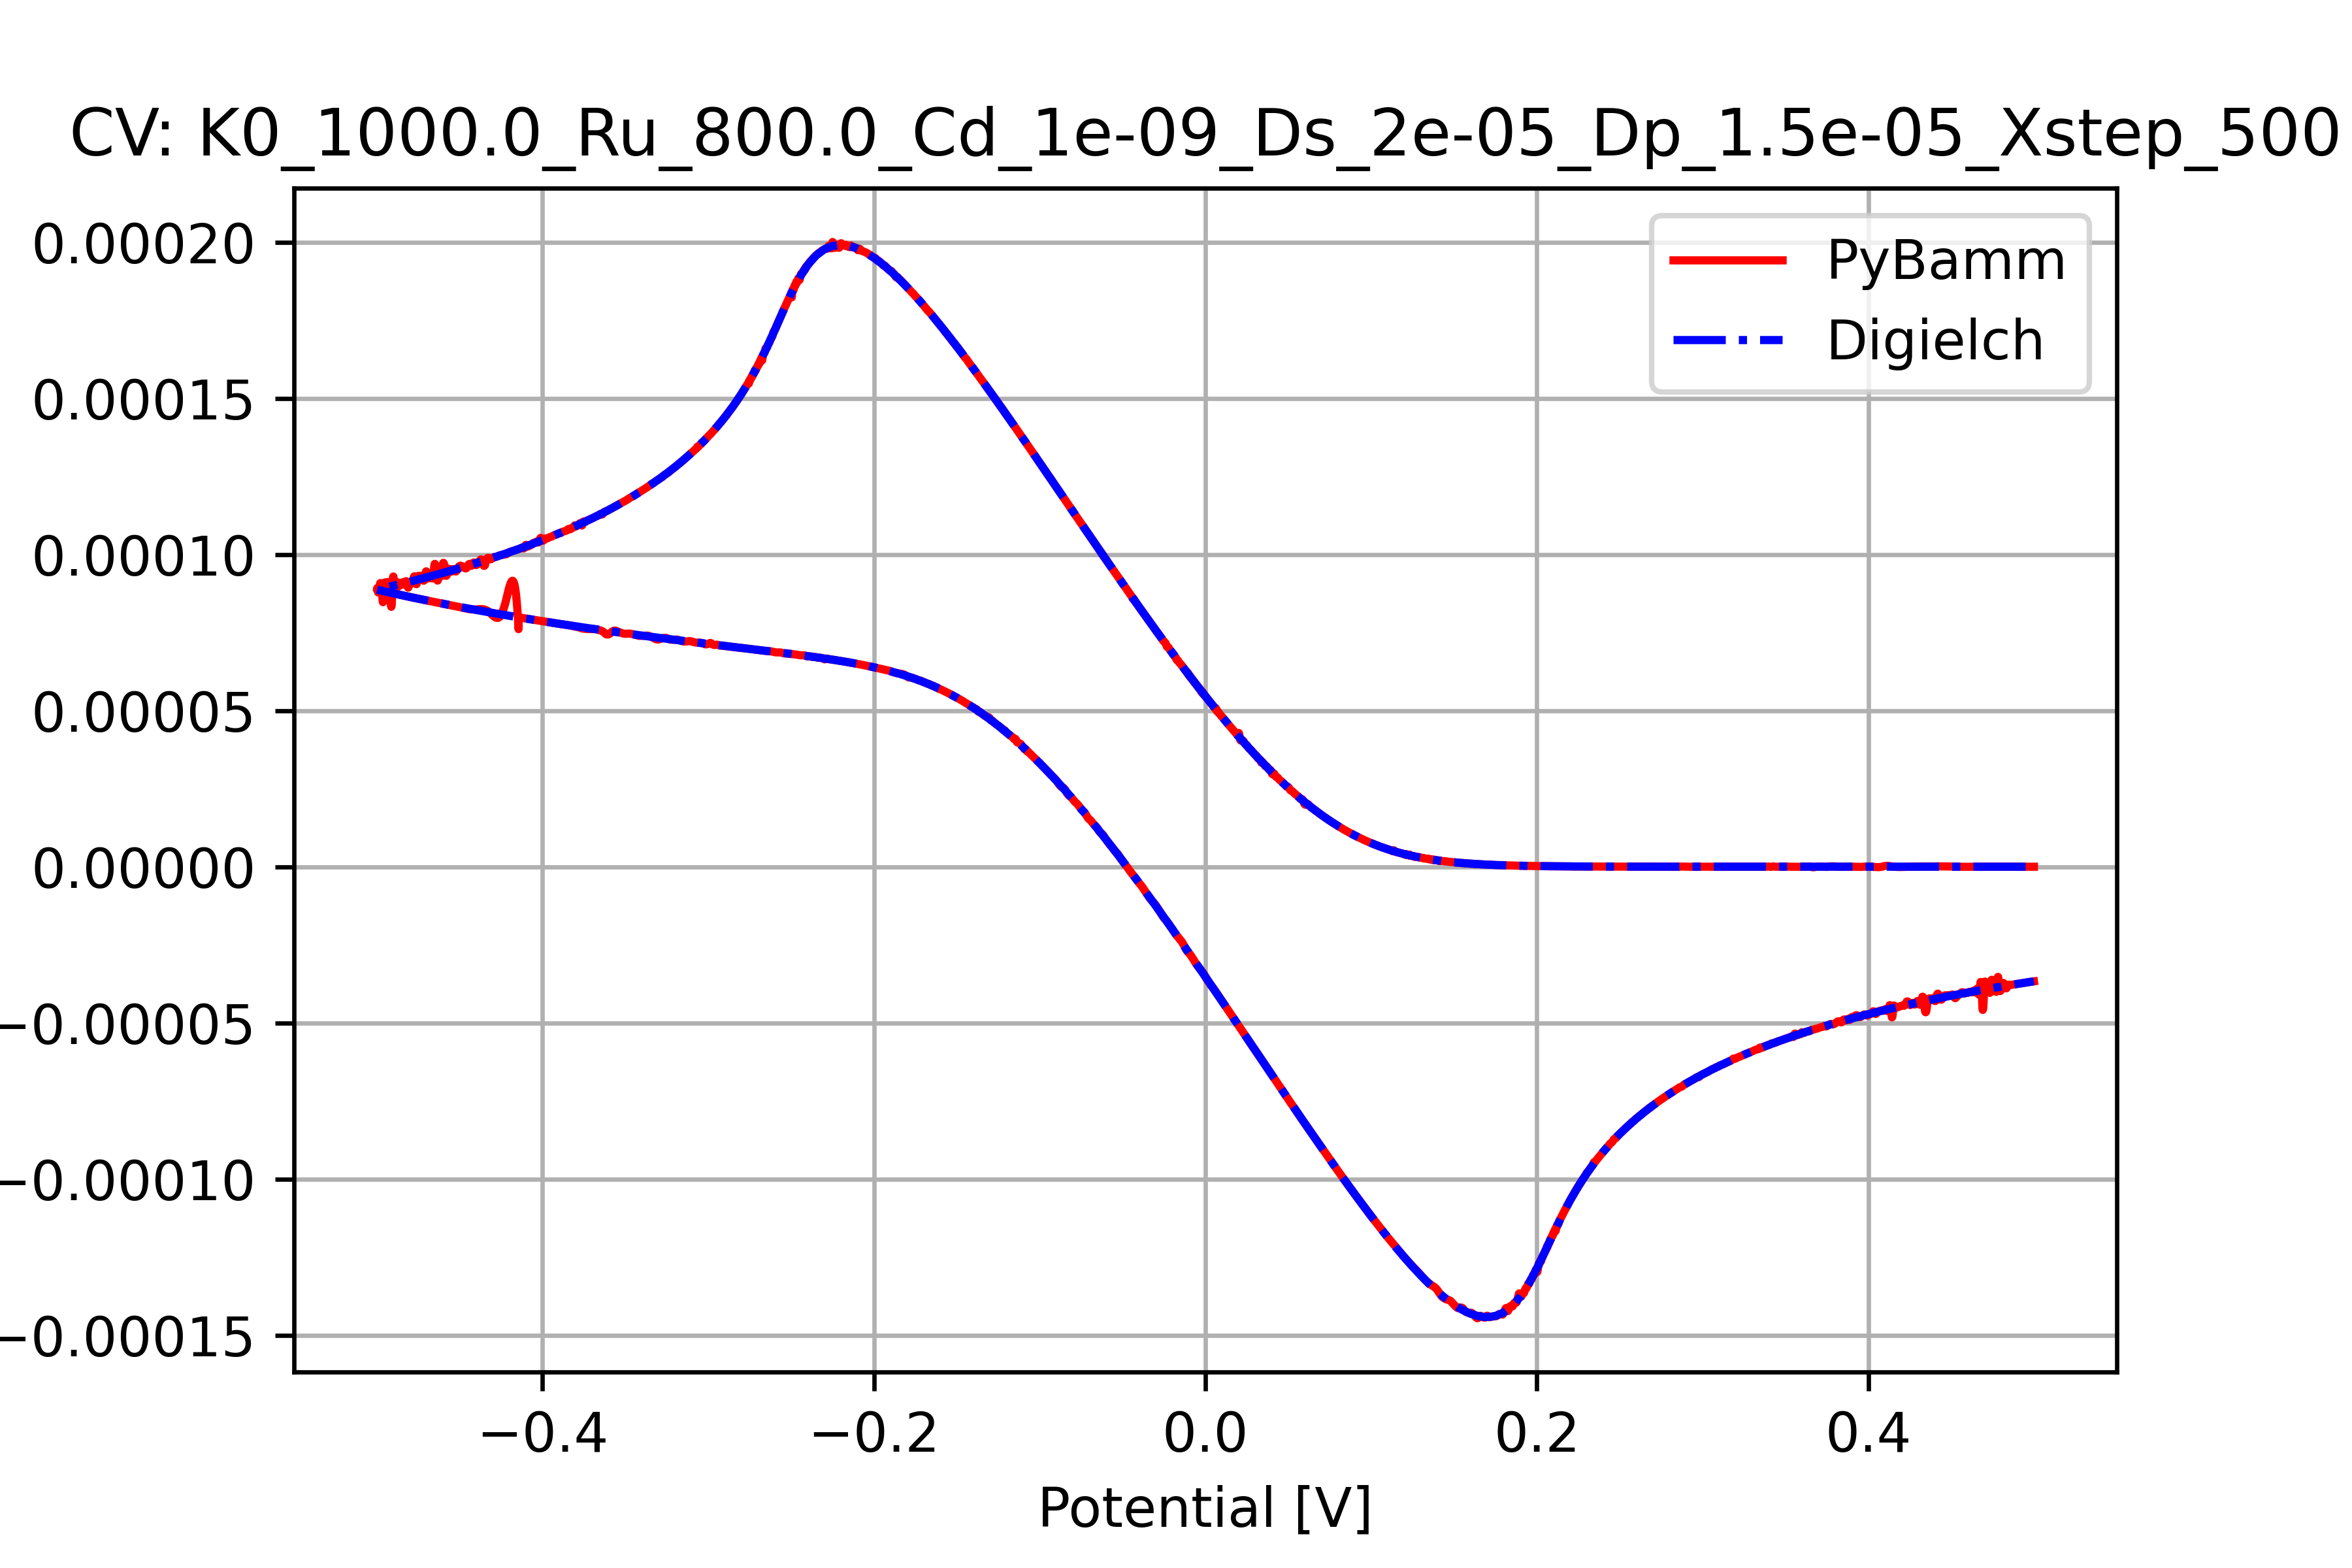 CV: K0_1000.0_Ru_800.0_Cd_1e-09_Ds_2e-05_Dp_1.5e-05_Xstep_500
PyBamm
Digielch
0.00020
0.00015
0.00010
0.00005
0.00000
−0.00005
−0.00010
−0.00015
−0.4 −0.2 0.0 0.2 0.4
Potential [V]